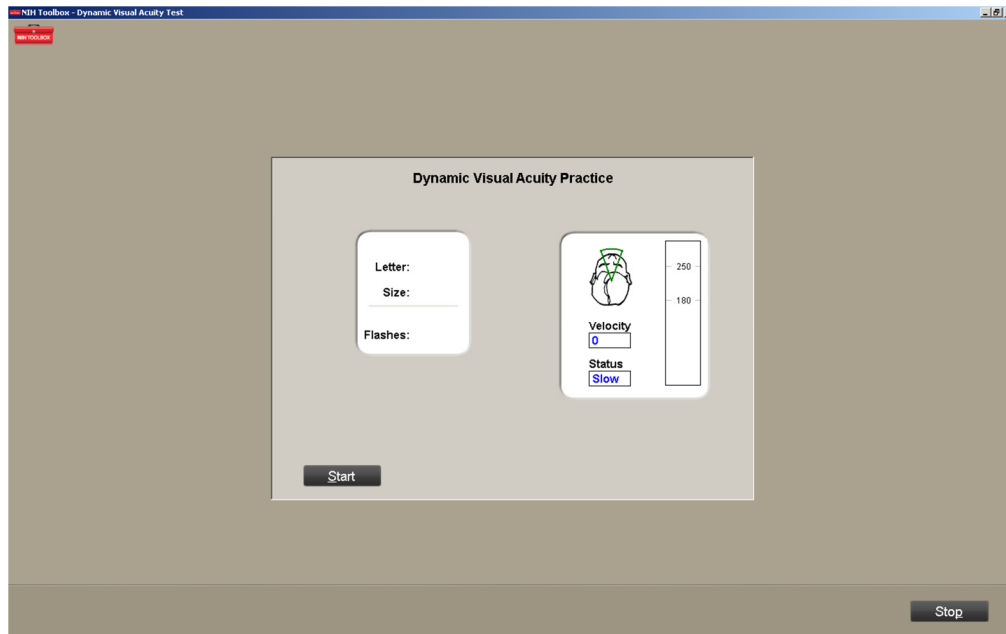 NIH Toolbox - Dynamic Visual Acuity Test
NIH TOOLBOX
Dynamic Visual Acuity Practice
Letter:
Size:
Flashes:
250
180
Velocity
0
Status
Slow
Start
Stop